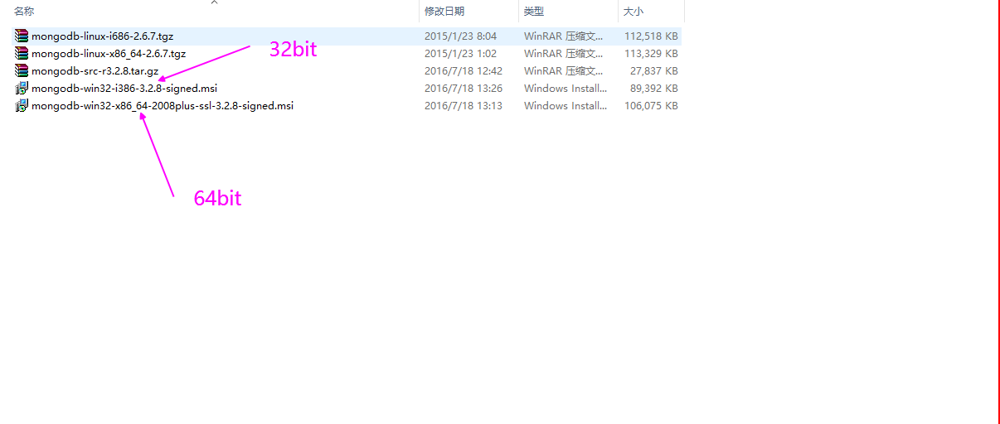 名称 修改日期 类型 大小
mongodb-linux-i686-2.6.7.tgz 2015/1/23 8:04 WinRAR 压缩文... 112,518 KB
mongodb-linux-x86_64-2.6.7.tgz 2015/1/23 1:02 WinRAR 压缩文... 113,329 KB
mongodb-src-r3.2.8.tar.gz 2016/7/18 12:42 WinRAR 压缩文... 27,837 KB
mongodb-win32-i386-3.2.8-signed.msi 2016/7/18 13:26 Windows Install... 89,392 KB
mongodb-win32-x86_64-2008plus-ssl-3.2.8-signed.msi 2016/7/18 13:13 Windows Install... 106,075 KB
32bit
64bit